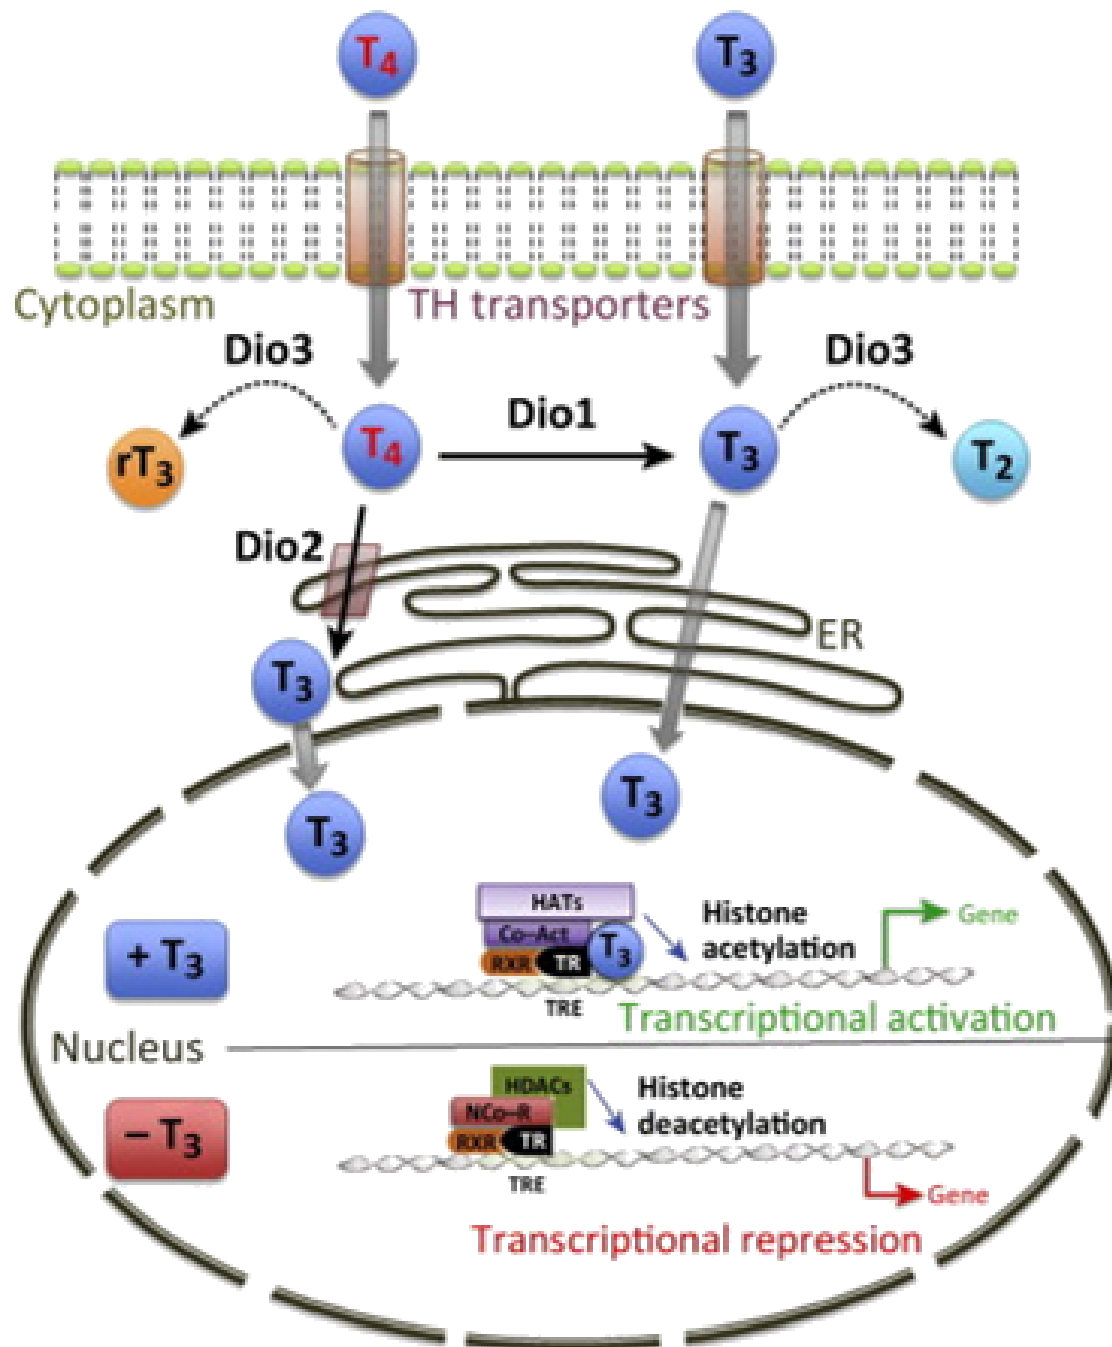 T4
T3
Cytoplasm
TH transporters
Dio3
Dio3
Dio1
rT3
T4
T3
T2
Dio2
ER
T3
T3
T3
HATs
Co-Act
RXR
TR
T3
TRE
Histone
acetylation
Gene
+ T3
Transcriptional activation
Nucleus
HDACs
NCo-R
RXR
TR
TRE
Histone
deacetylation
– T3
Gene
Transcriptional repression